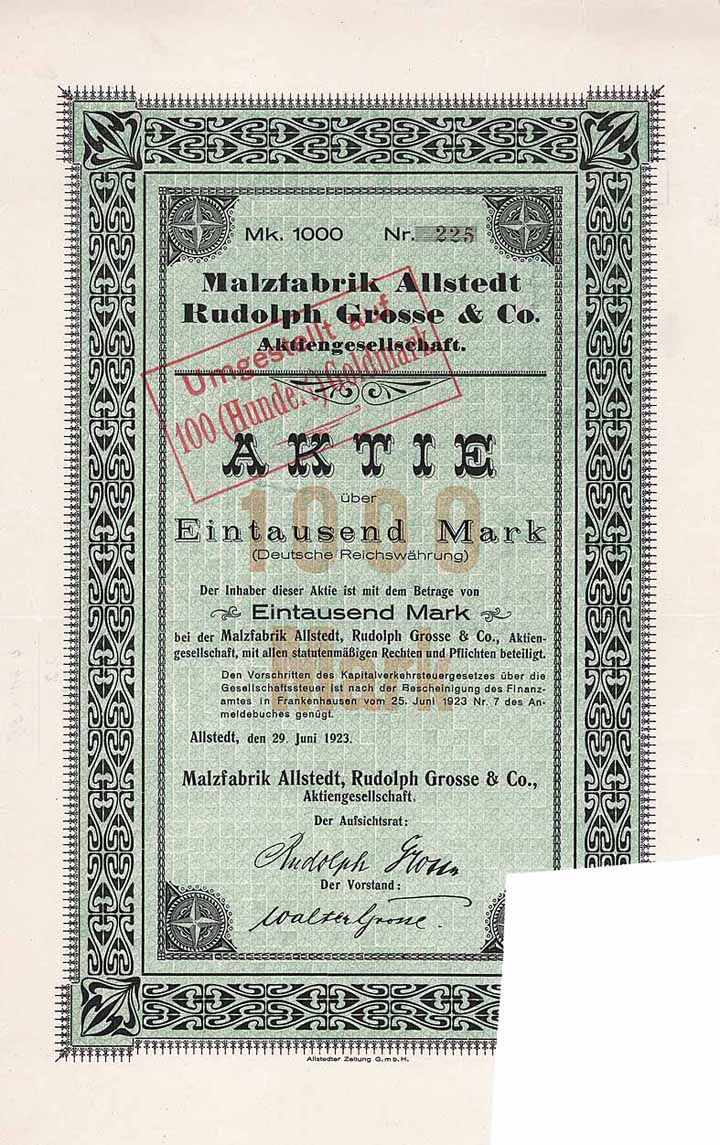 Mk. 1000 Nr. 225
Malzfabrik Allstedt
Rudolph Grosse & Co.
Aktiengesellschaft.
Umgestellt auf
100 (Hundert) Goldmark
AKTIE
über
1000
Eintausend Mark
(Deutsche Reichswährung)
Der Inhaber dieser Aktie ist mit dem Betrage von
Eintausend Mark
bei der Malzfabrik Allstedt, Rudolph Grosse & Co., Aktien-
gesellschaft, mit allen statutenmäßigen Rechten und Pflichten beteiligt.
Mark
Den Vorschriften des Kapitalverkehrsteuergesetzes über die
Gesellschaftssteuer ist nach der Bescheinigung des Finanz-
amtes in Frankenhausen vom 25. Juni 1923 Nr. 7 des An-
meldebuches genügt.
Allstedt, den 29. Juni 1923.
Malzfabrik Allstedt, Rudolph Grosse & Co.,
Aktiengesellschaft.
Der Aufsichtsrat:
Rudolph Grosse
Der Vorstand:
Walter Grosse.
Allstedter Zeitung G. m. b. H.